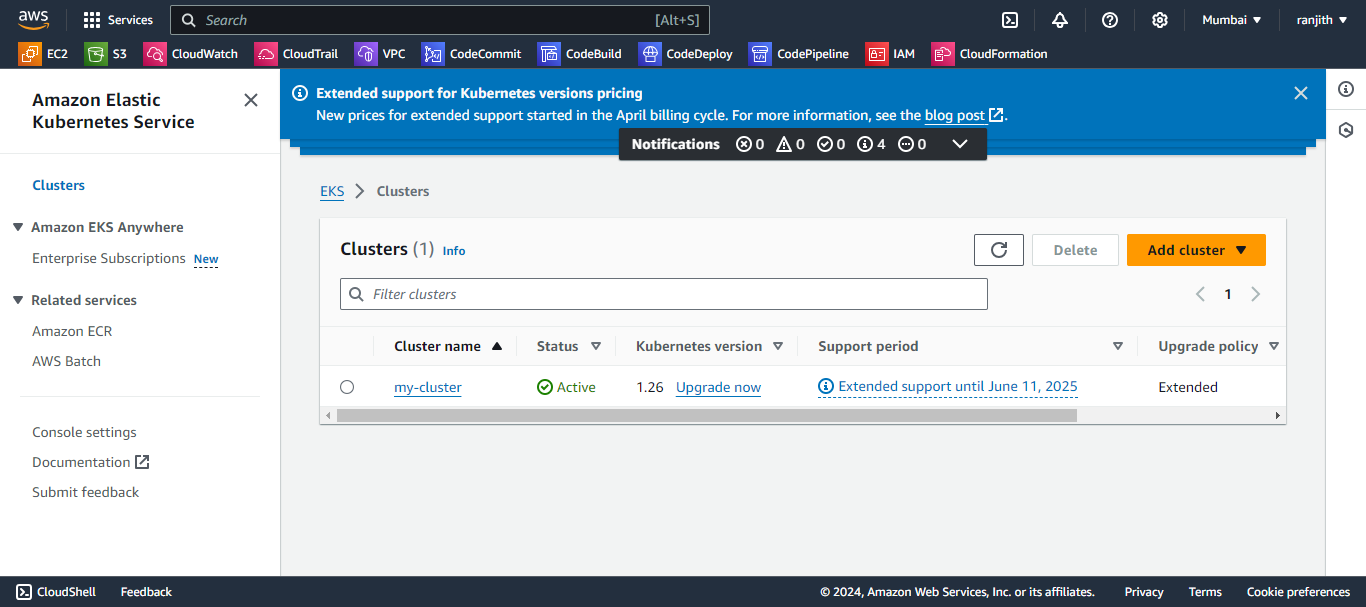 aws
Services
Search [Alt+S]
Mumbai
ranjith
EC2
S3
CloudWatch
CloudTrail
VPC
CodeCommit
CodeBuild
CodeDeploy
CodePipeline
IAM
CloudFormation
Amazon Elastic
Kubernetes Service
Clusters
Amazon EKS Anywhere
Enterprise Subscriptions New
Related services
Amazon ECR
AWS Batch
Console settings
Documentation
Submit feedback
Extended support for Kubernetes versions pricing
New prices for extended support started in the April billing cycle. For more information, see the blog post.
Notifications 0 0 0 4 0
EKS Clusters
Clusters (1) Info
Delete
Add cluster
Filter clusters
1
Cluster name Status Kubernetes version Support period Upgrade policy
my-cluster Active 1.26 Upgrade now Extended support until June 11, 2025 Extended
CloudShell
Feedback
© 2024, Amazon Web Services, Inc. or its affiliates.
Privacy
Terms
Cookie preferences